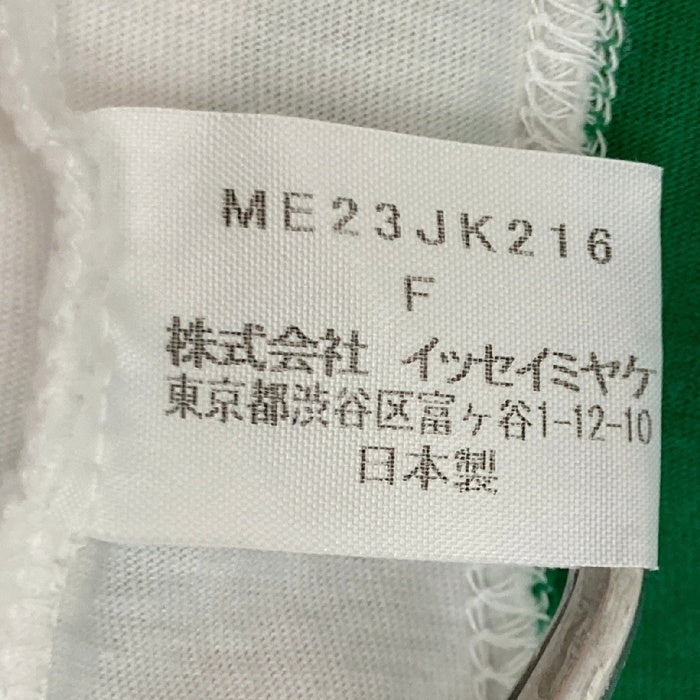 ME23JK216
F
株式会社 イッセイミヤケ
東京都渋谷区富ヶ谷1-12-10
日本製